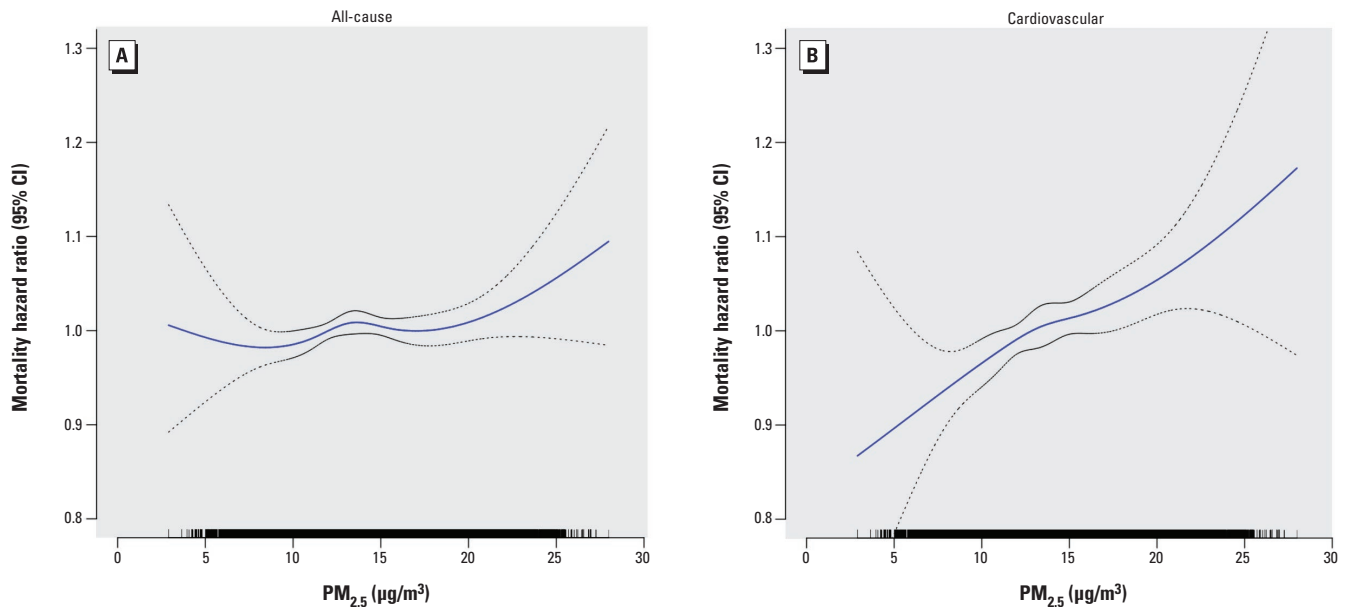 All-cause
A
Mortality hazard ratio (95% CI)
1.3
1.2
1.1
1.0
0.9
0.8
0 5 10 15 20 25 30
PM2.5 (μg/m3)
Cardiovascular
B
Mortality hazard ratio (95% CI)
1.3
1.2
1.1
1.0
0.9
0.8
0 5 10 15 20 25 30
PM2.5 (μg/m3)